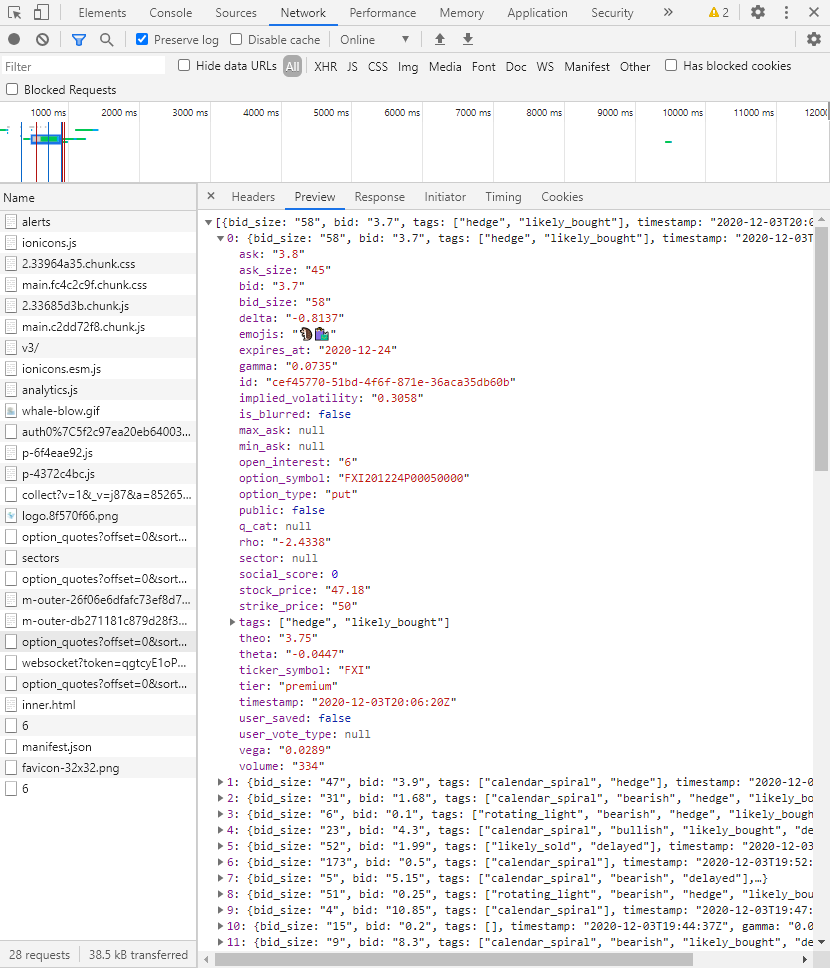 Elements Console Sources Network Performance Memory Application Security » 2
Preserve log Disable cache Online
Filter Hide data URLs All XHR JS CSS Img Media Font Doc WS Manifest Other Has blocked cookies
Blocked Requests
1000 ms 2000 ms 3000 ms 4000 ms 5000 ms 6000 ms 7000 ms 8000 ms 9000 ms 10000 ms 11000 ms 12000
Name
alerts
ionicons.js
2.33964a35.chunk.css
main.fc4c2c9f.chunk.css
2.33685d3b.chunk.js
main.c2dd72f8.chunk.js
v3/
ionicons.esm.js
analytics.js
whale-blow.gif
auth0%7C5f2c97ea20eb64003...
p-6f4eae92.js
p-4372c4bc.js
collect?v=1&_v=j87&a=85265...
logo.8f570f66.png
option_quotes?offset=0&sort...
sectors
option_quotes?offset=0&sort...
m-outer-26f06e6dfafc73ef8d7...
m-outer-db271181c879d28f3...
option_quotes?offset=0&sort...
websocket?token=qgtcyE1oP...
option_quotes?offset=0&sort...
inner.html
6
manifest.json
favicon-32x32.png
6
28 requests 38.5 kB transferred
Headers Preview Response Initiator Timing Cookies
[{bid_size: "58", bid: "3.7", tags: ["hedge", "likely_bought"], timestamp: "2020-12-03T20:0
0: {bid_size: "58", bid: "3.7", tags: ["hedge", "likely_bought"], timestamp: "2020-12-03T
ask: "3.8"
ask_size: "45"
bid: "3.7"
bid_size: "58"
delta: "-0.8137"
emojis: "🌗🛍"
expires_at: "2020-12-24"
gamma: "0.0735"
id: "cef45770-51bd-4f6f-871e-36aca35db60b"
implied_volatility: "0.3058"
is_blurred: false
max_ask: null
min_ask: null
open_interest: "6"
option_symbol: "FXI201224P00050000"
option_type: "put"
public: false
q_cat: null
rho: "-2.4338"
sector: null
social_score: 0
stock_price: "47.18"
strike_price: "50"
tags: ["hedge", "likely_bought"]
theo: "3.75"
theta: "-0.0447"
ticker_symbol: "FXI"
tier: "premium"
timestamp: "2020-12-03T20:06:20Z"
user_saved: false
user_vote_type: null
vega: "0.0289"
volume: "334"
1: {bid_size: "47", bid: "3.9", tags: ["calendar_spiral", "hedge"], timestamp: "2020-12-0
2: {bid_size: "31", bid: "1.68", tags: ["calendar_spiral", "bearish", "hedge", "likely_bo
3: {bid_size: "6", bid: "0.1", tags: ["rotating_light", "bearish", "hedge", "likely_bough
4: {bid_size: "23", bid: "4.3", tags: ["calendar_spiral", "bullish", "likely_bought", "de
5: {bid_size: "52", bid: "1.99", tags: ["likely_sold", "delayed"], timestamp: "2020-12-03
6: {bid_size: "173", bid: "0.5", tags: ["calendar_spiral"], timestamp: "2020-12-03T19:52:
7: {bid_size: "5", bid: "5.15", tags: ["calendar_spiral", "bearish", "delayed"],…}
8: {bid_size: "51", bid: "0.25", tags: ["rotating_light", "bearish", "hedge", "likely_bou
9: {bid_size: "4", bid: "10.85", tags: ["calendar_spiral"], timestamp: "2020-12-03T19:47:
10: {bid_size: "15", bid: "0.2", tags: [], timestamp: "2020-12-03T19:44:37Z", gamma: "0.0
11: {bid_size: "9", bid: "8.3", tags: ["calendar_spiral", "bearish", "likely_bought", "de